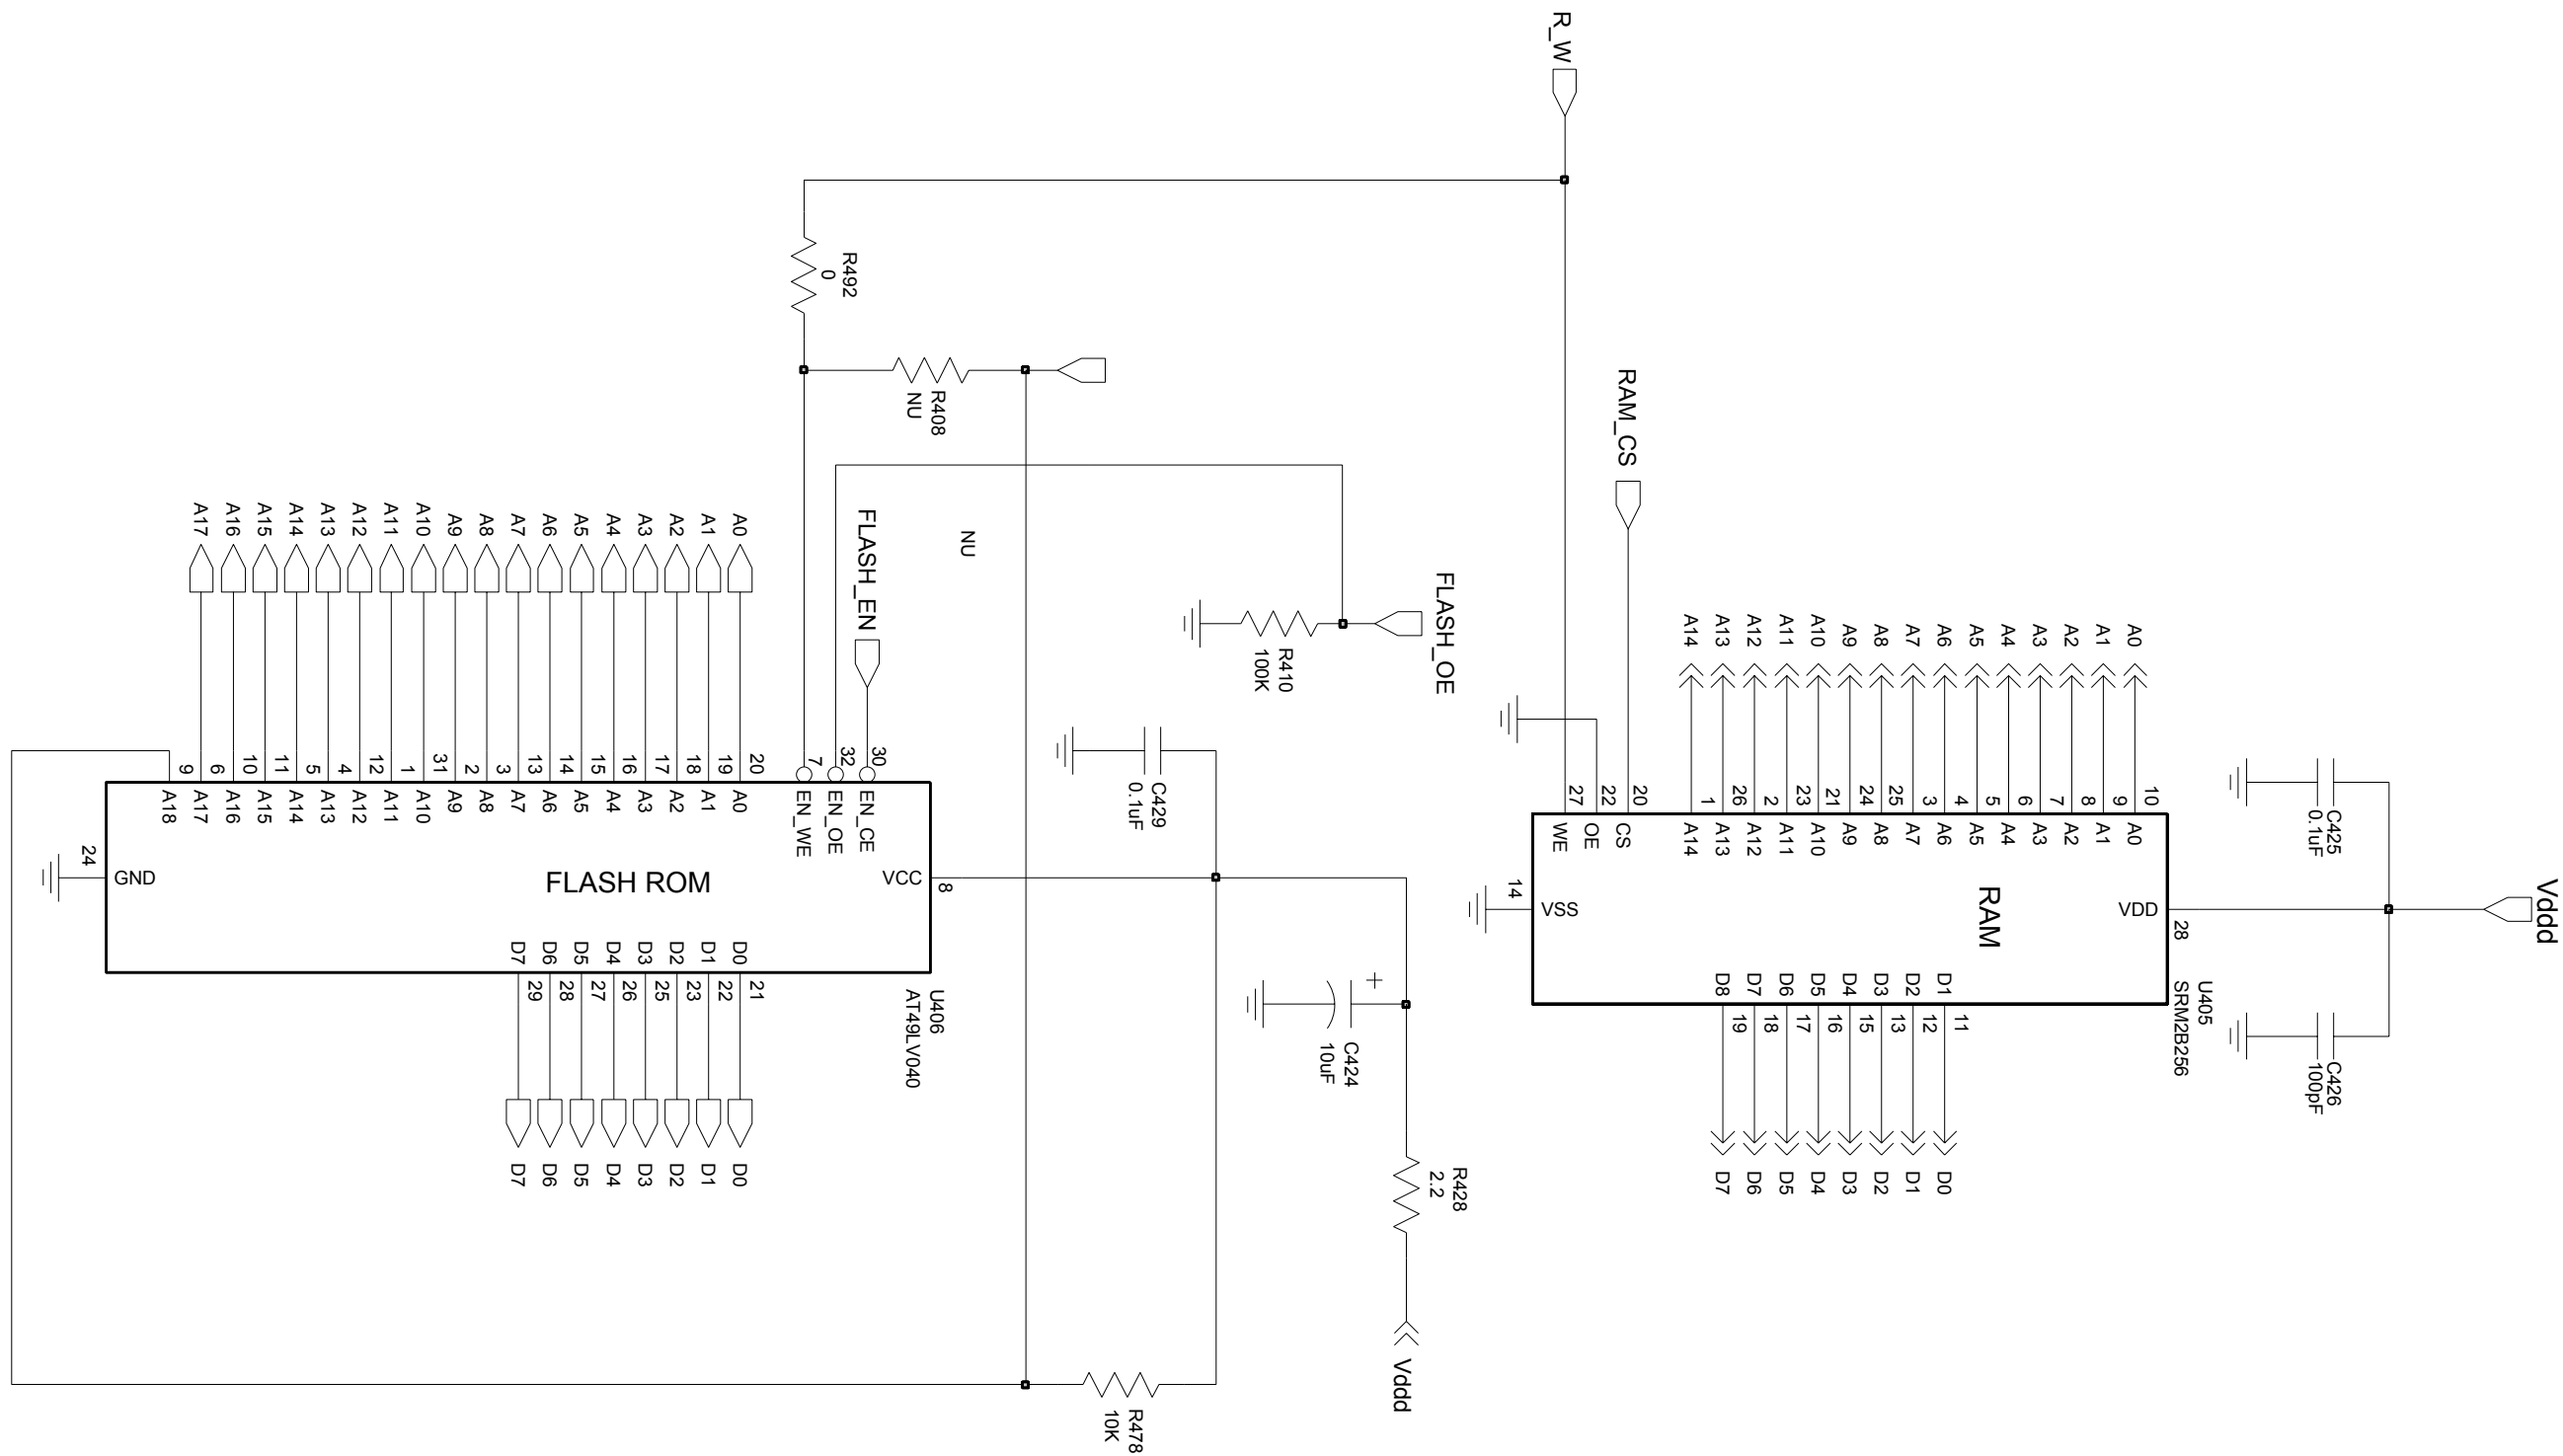 R_W
R492
0
R408
NU
RAM_CS
FLASH_EN
NU
FLASH_OE
R410
100K
A17
A16
A15
A14
A13
A12
A11
A10
A9
A8
A7
A6
A5
A4
A3
A2
A1
A0
9
6
10
11
5
4
12
1
31
2
3
13
14
15
16
17
18
19
20
7
32
30
A18
A17
A16
A15
A14
A13
A12
A11
A10
A9
A8
A7
A6
A5
A4
A3
A2
A1
A0
EN_WE
EN_OE
EN_CE
24
GND
FLASH ROM
VCC
8
D7
D6
D5
D4
D3
D2
D1
D0
29
28
27
26
25
23
22
21
U406
AT49LV040
D7
D6
D5
D4
D3
D2
D1
D0
C429
0.1uF
C424
10uF
+
R428
2.2
Vddd
R478
10K
A14
A13
A12
A11
A10
A9
A8
A7
A6
A5
A4
A3
A2
A1
A0
27
22
20
1
26
2
23
21
24
25
3
4
5
6
7
8
9
10
WE
OE
CS
A14
A13
A12
A11
A10
A9
A8
A7
A6
A5
A4
A3
A2
A1
A0
14
VSS
RAM
VDD
28
D8
D7
D6
D5
D4
D3
D2
D1
19
18
17
16
15
13
12
11
U405
SRM2B256
D7
D6
D5
D4
D3
D2
D1
D0
C425
0.1uF
C426
100pF
Vddd